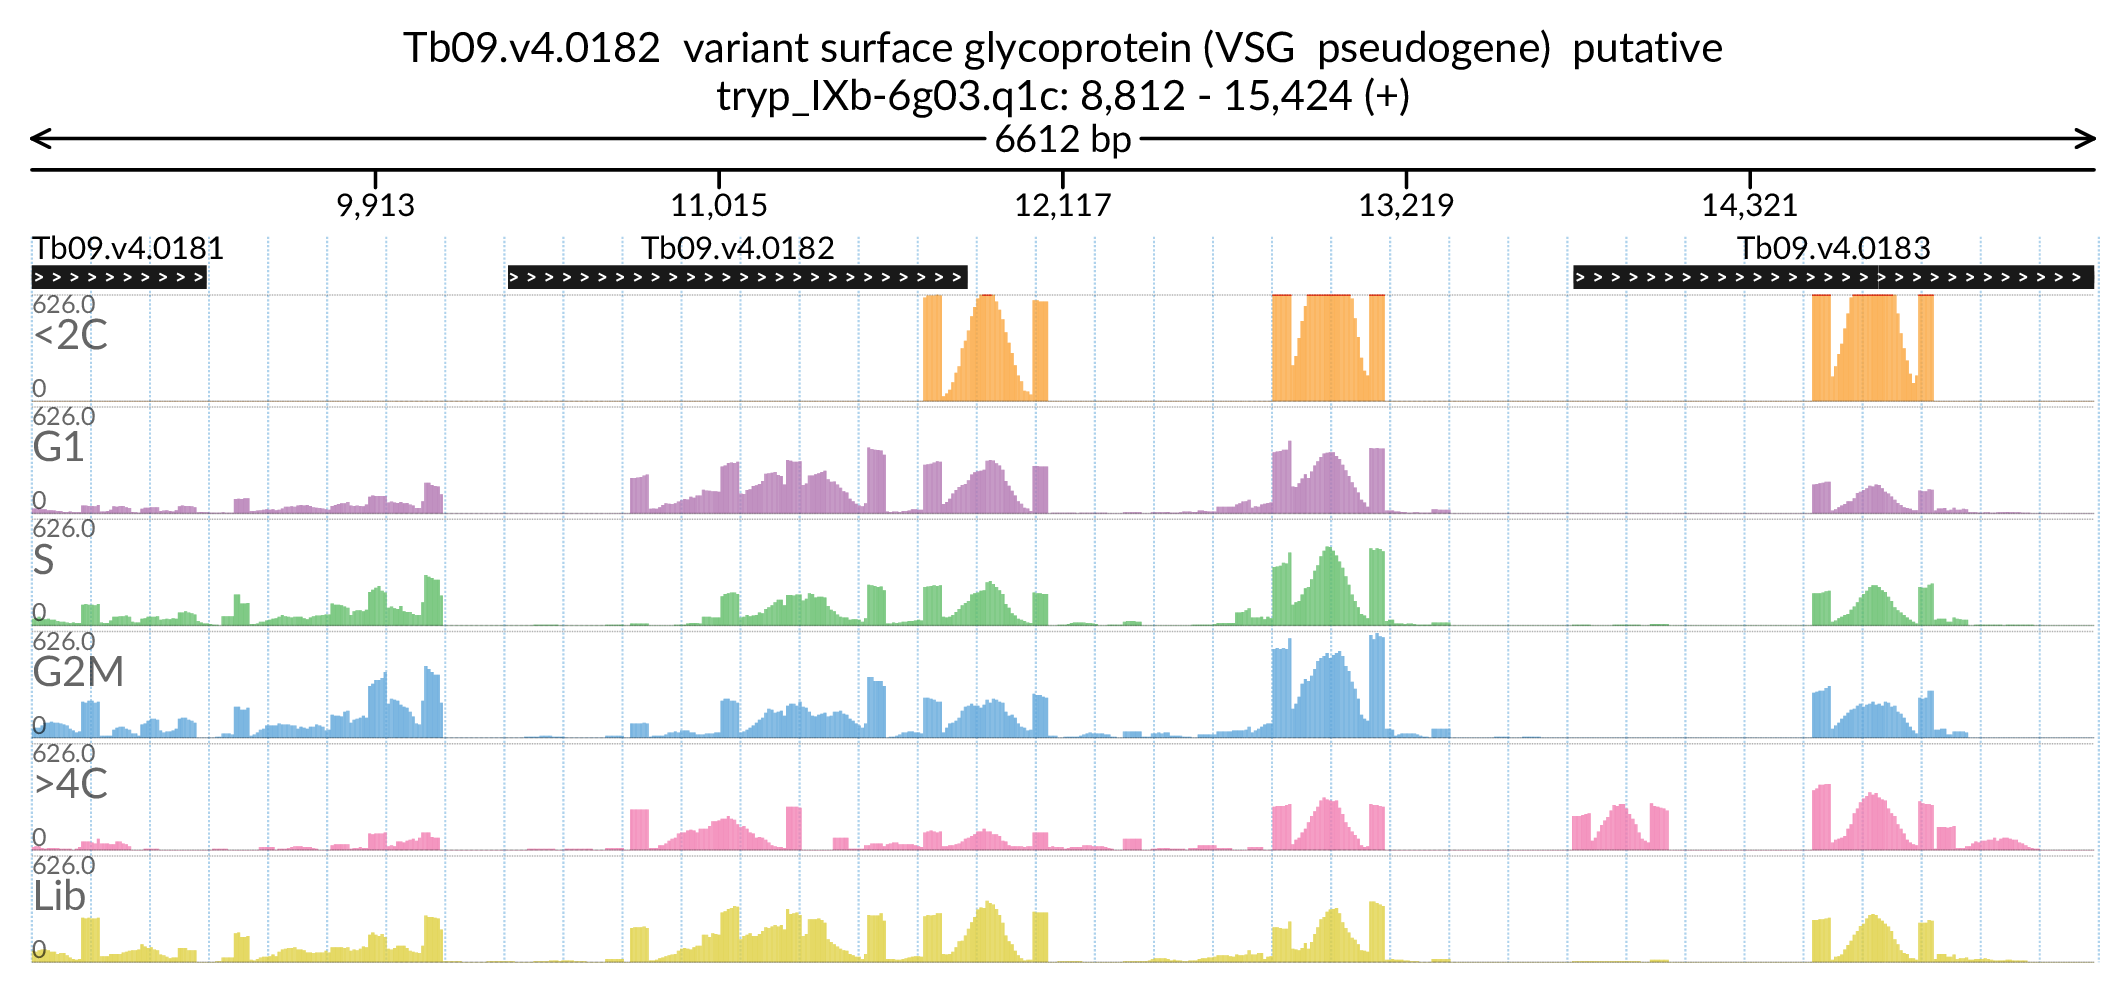 Tb09.v4.0182 variant surface glycoprotein (VSG pseudogene) putative
tryp_IXb-6g03.q1c: 8,812 - 15,424 (+)
6612 bp
9,913 11,015 12,117 13,219 14,321
Tb09.v4.0181 Tb09.v4.0182 Tb09.v4.0183
626.0
<2C
0
626.0
G1
0
626.0
S
0
626.0
G2M
0
626.0
>4C
0
626.0
Lib
0